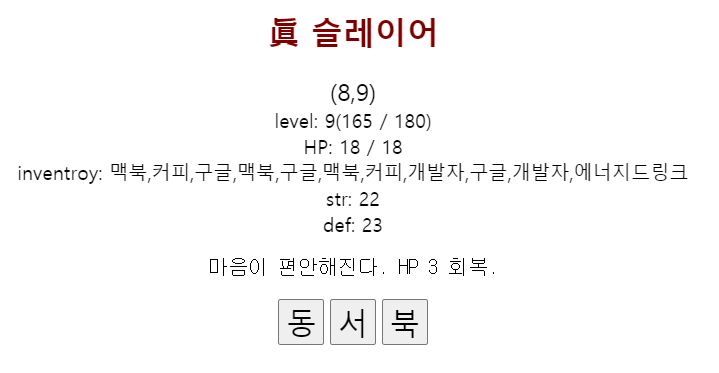 眞 슬레이어
(8,9)
level: 9(165 / 180)
HP: 18 / 18
inventroy: 맥북,커피,구글,맥북,구글,맥북,커피,개발자,구글,개발자,에너지드링크
str: 22
def: 23
마음이 편안해진다. HP 3 회복.
동 서 북